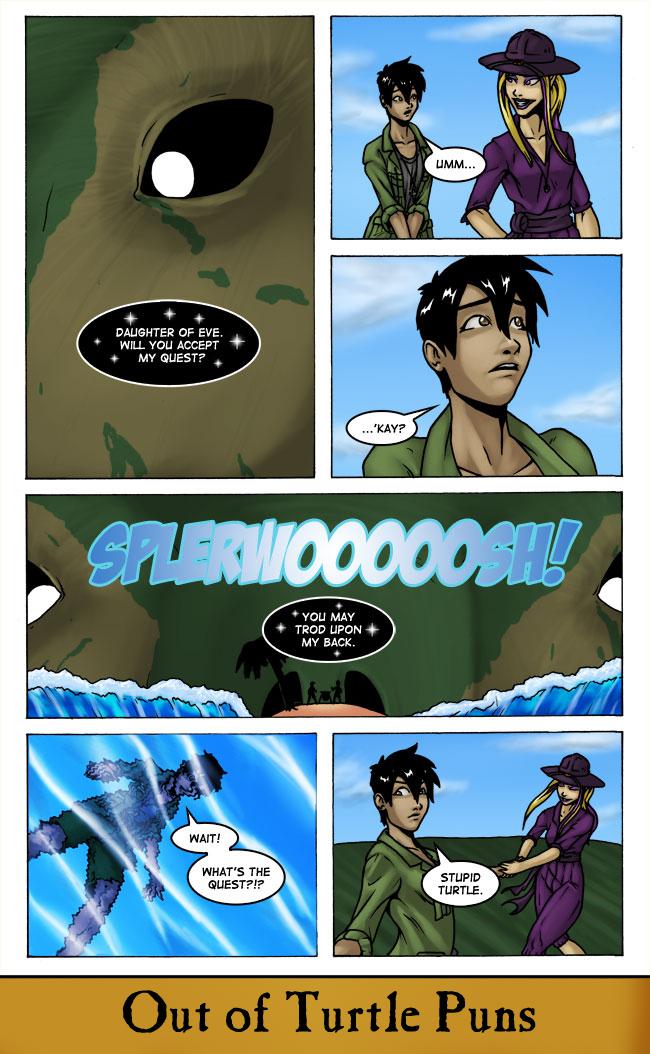 DAUGHTER OF EVE.
WILL YOU ACCEPT
MY QUEST?
UMM...
...'KAY?
SPLERWOOOOOSH!
YOU MAY
TROD UPON
MY BACK.
WAIT!
WHAT'S THE
QUEST?!?
STUPID
TURTLE.
Out of Turtle Puns